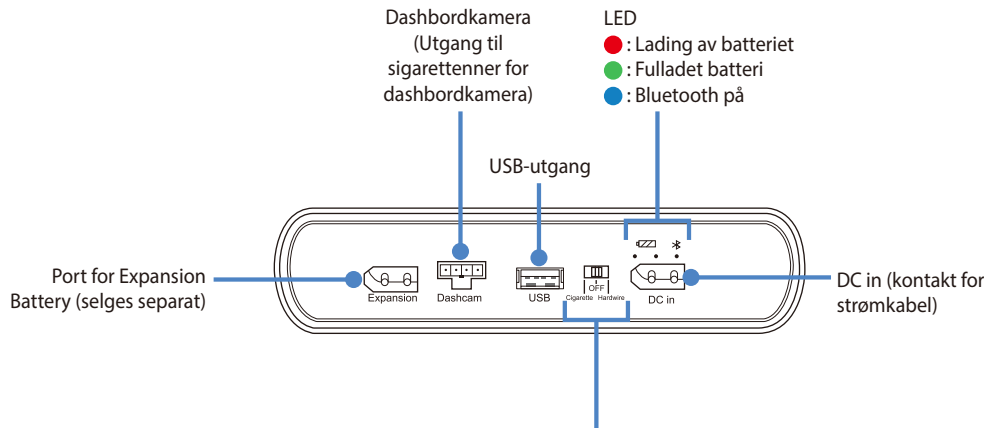 Dashbordkamera
(Utgang til
sigarettenner for
dashbordkamera)
LED
: Lading av batteriet
: Fulladet batteri
: Bluetooth på
USB-utgang
Port for Expansion
Battery (selges separat)
Expansion
Dashcam
USB
OFF
Cigarette Hardwire
DC in
DC in (kontakt for
strømkabel)